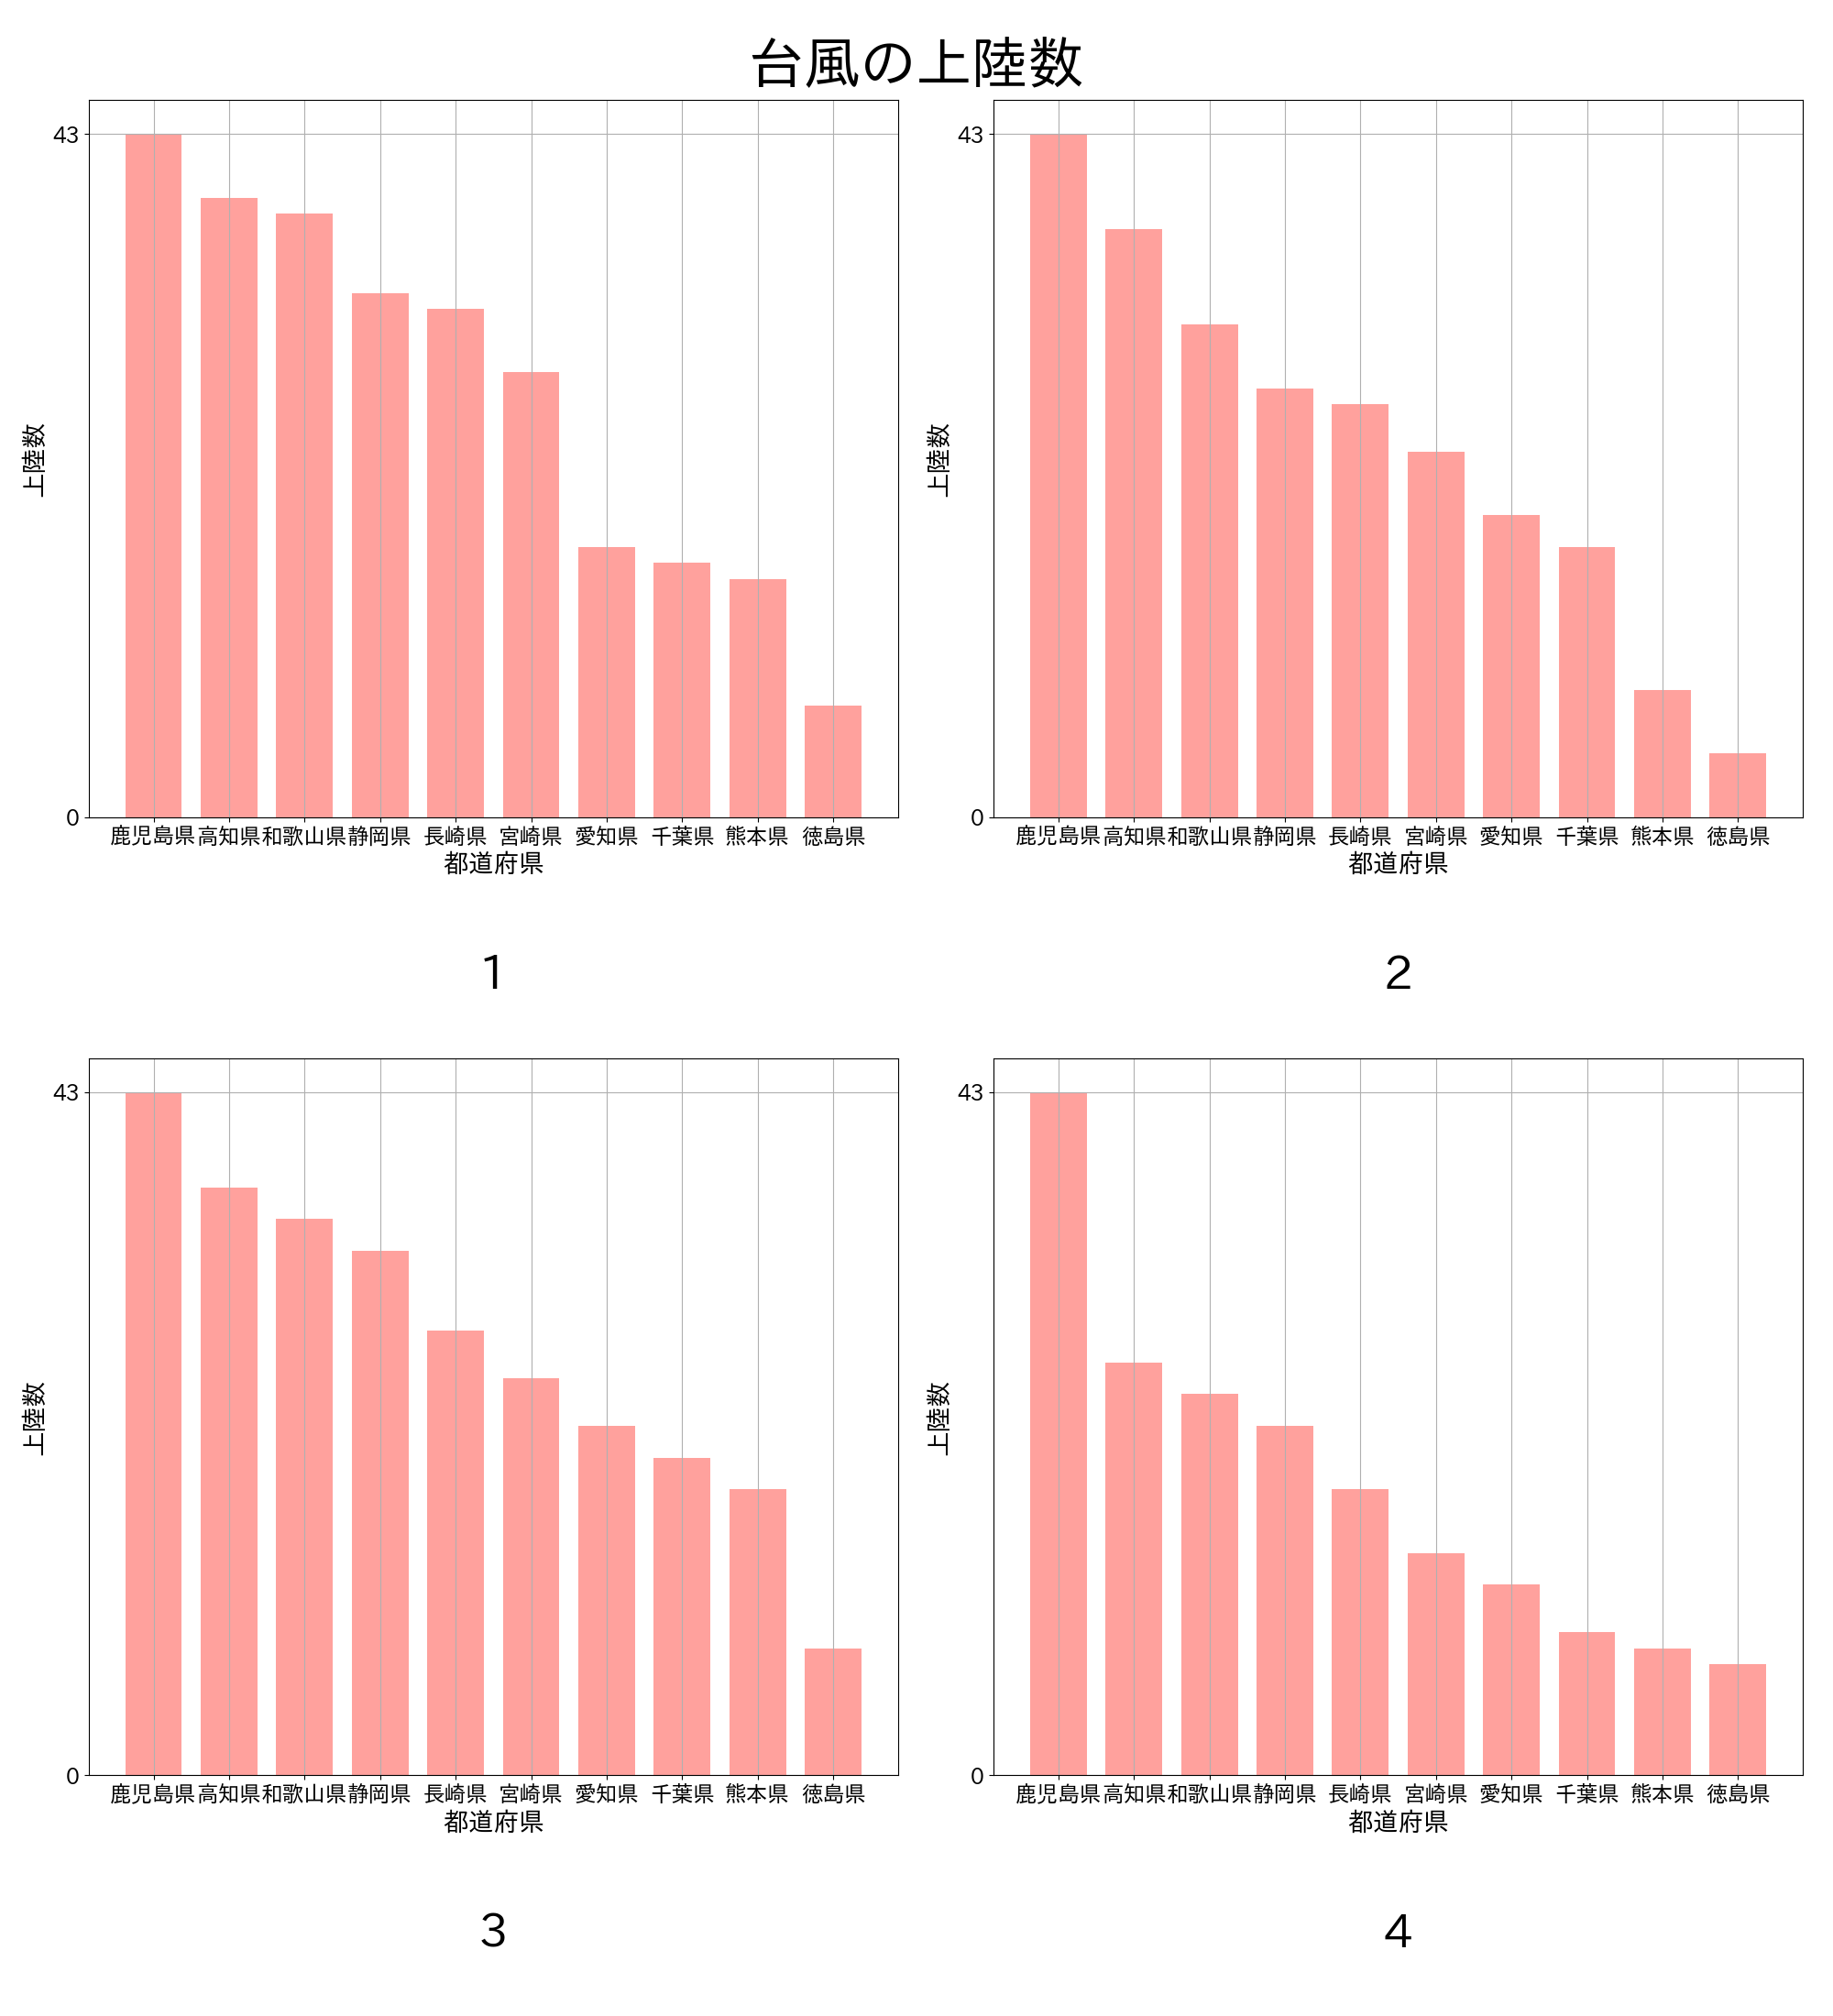 台風の上陸数
43
0
上陸数
鹿児島県 高知県 和歌山県 静岡県 長崎県 宮崎県 愛知県 千葉県 熊本県 徳島県
都道府県
1
43
0
上陸数
鹿児島県 高知県 和歌山県 静岡県 長崎県 宮崎県 愛知県 千葉県 熊本県 徳島県
都道府県
2
43
0
上陸数
鹿児島県 高知県 和歌山県 静岡県 長崎県 宮崎県 愛知県 千葉県 熊本県 徳島県
都道府県
3
43
0
上陸数
鹿児島県 高知県 和歌山県 静岡県 長崎県 宮崎県 愛知県 千葉県 熊本県 徳島県
都道府県
4